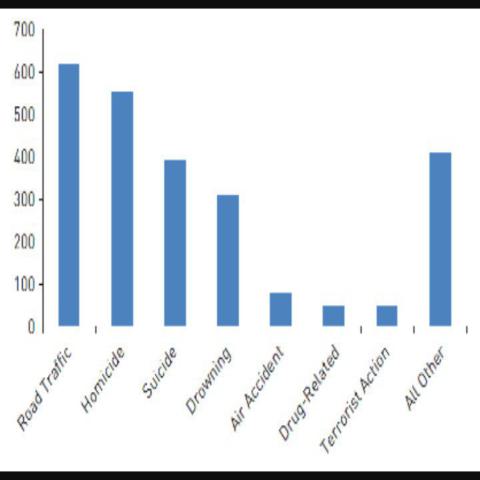 700
600
500
400
300
200
100
0
Road Traffic
Homicide
Suicide
Drowning
Air Accident
Drug-Related
Terrorist Action
All Other